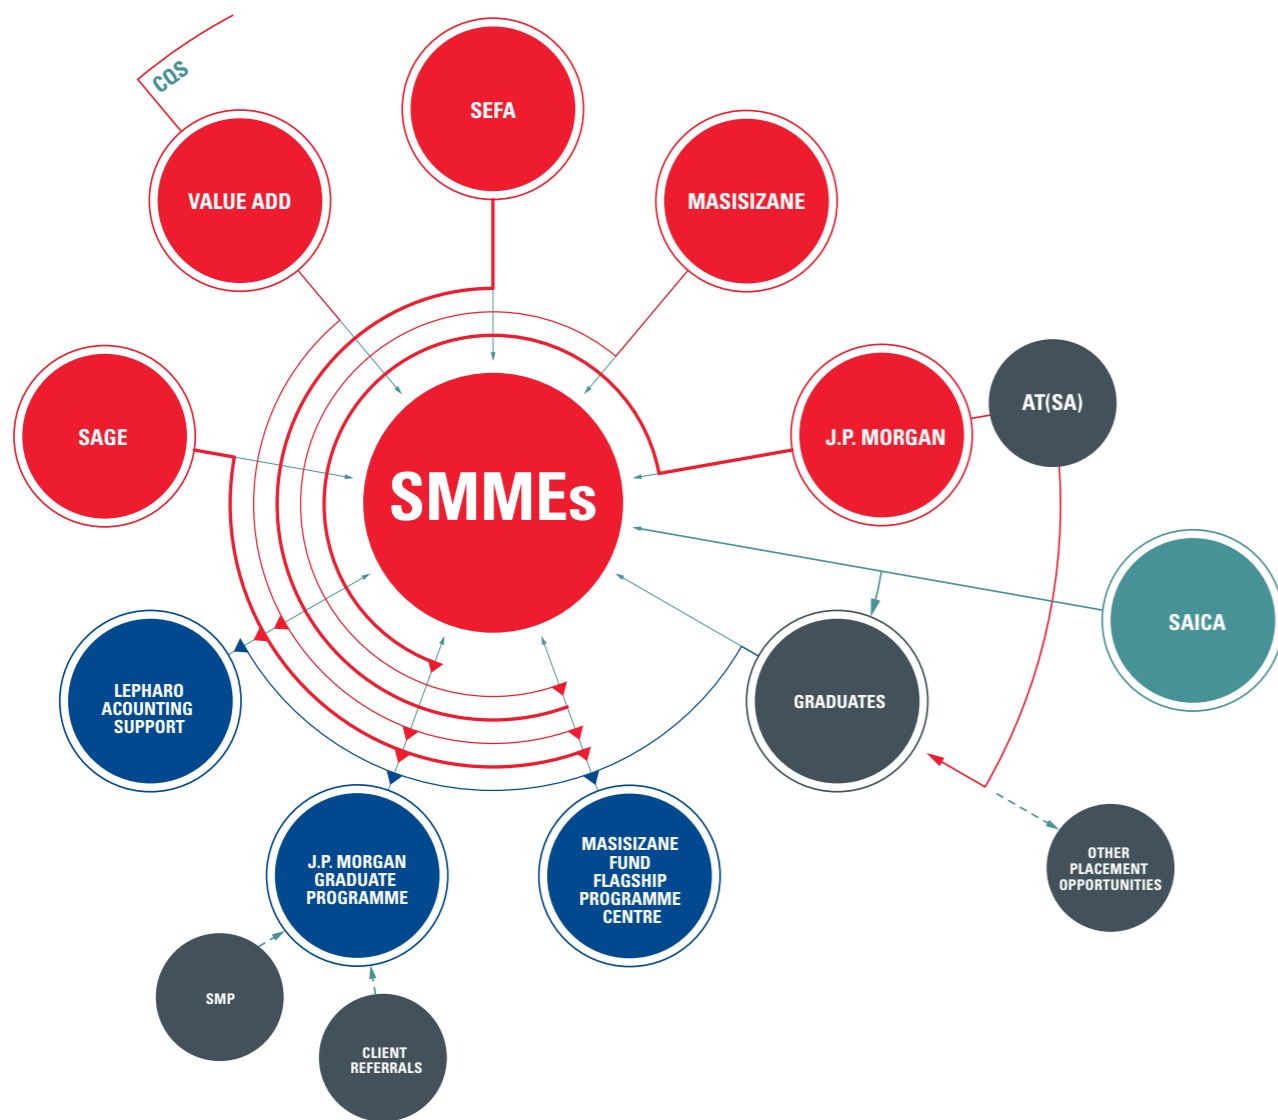 CQS
SEFA
VALUE ADD
MASISIZANE
SAGE
J.P. MORGAN
AT(SA)
SMMEs
SAICA
LEPHARO
ACOUNTING
SUPPORT
GRADUATES
J.P. MORGAN
GRADUATE
PROGRAMME
MASISIZANE
FUND
FLAGSHIP
PROGRAMME
CENTRE
OTHER
PLACEMENT
OPPORTUNITIES
SMP
CLIENT
REFERRALS